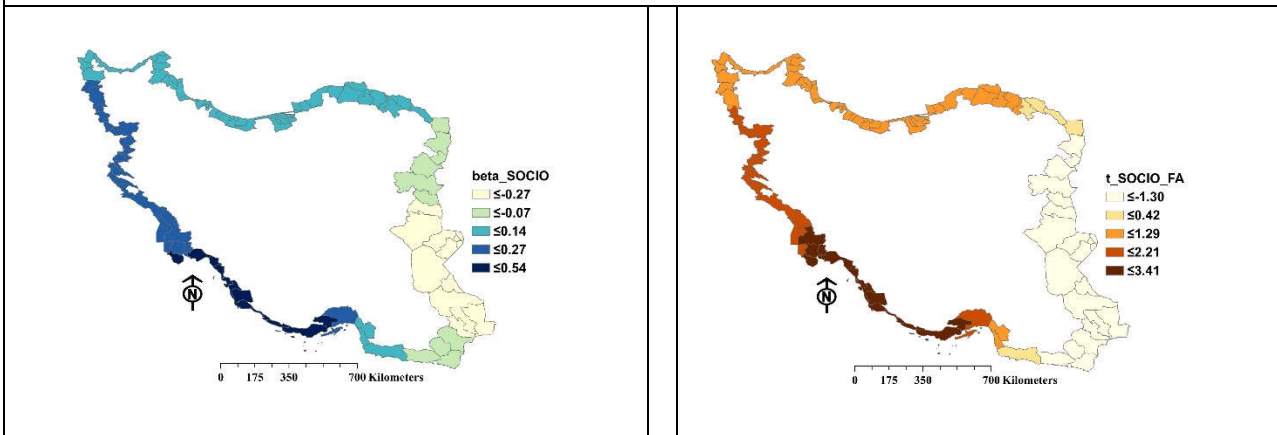 beta_SOCIO
≤-0.27
≤-0.07
≤0.14
≤0.27
≤0.54
N
0 175 350 700 Kilometers
t_SOCIO_FA
≤-1.30
≤0.42
≤1.29
≤2.21
≤3.41
N
0 175 350 700 Kilometers